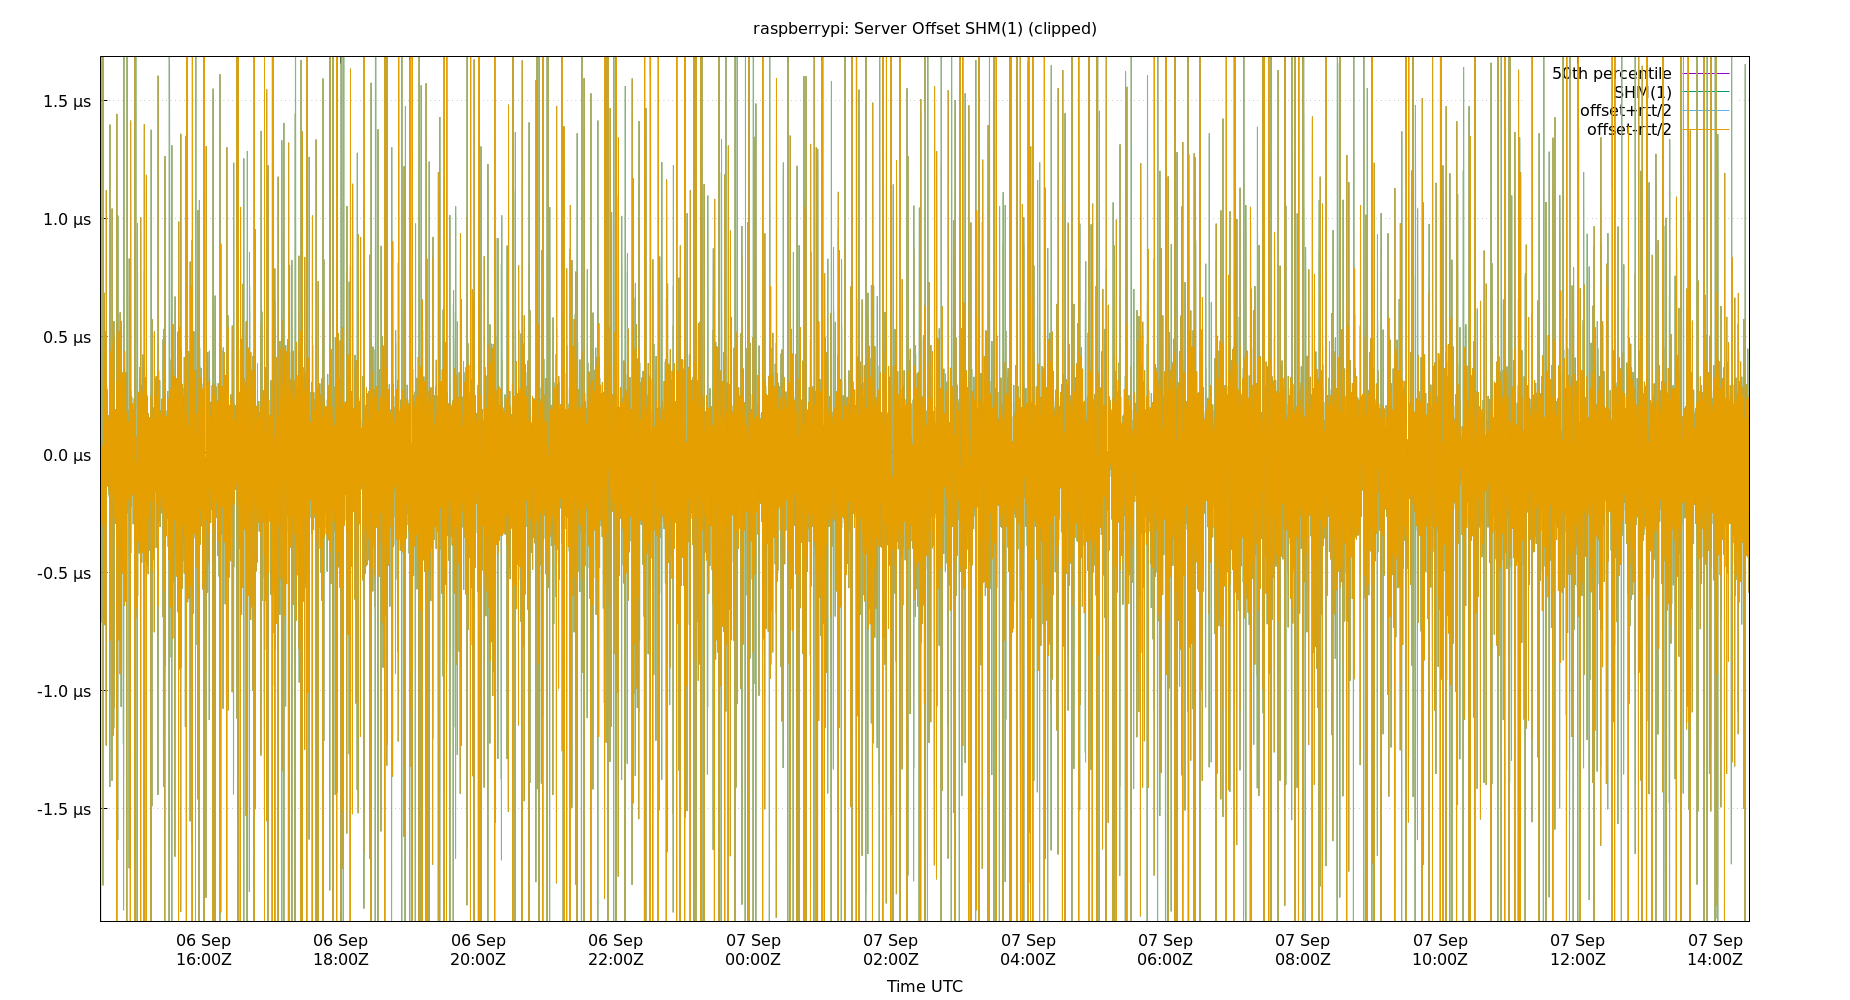 raspberrypi: Server Offset SHM(1) (clipped)
50th percentile
SHM(1)
offset+rtt/2
offset-rtt/2
1.5 µs
1.0 µs
0.5 µs
0.0 µs
-0.5 µs
-1.0 µs
-1.5 µs
06 Sep 06 Sep 06 Sep 06 Sep 07 Sep 07 Sep 07 Sep 07 Sep 07 Sep 07 Sep 07 Sep 07 Sep
16:00Z 18:00Z 20:00Z 22:00Z 00:00Z 02:00Z 04:00Z 06:00Z 08:00Z 10:00Z 12:00Z 14:00Z
Time UTC